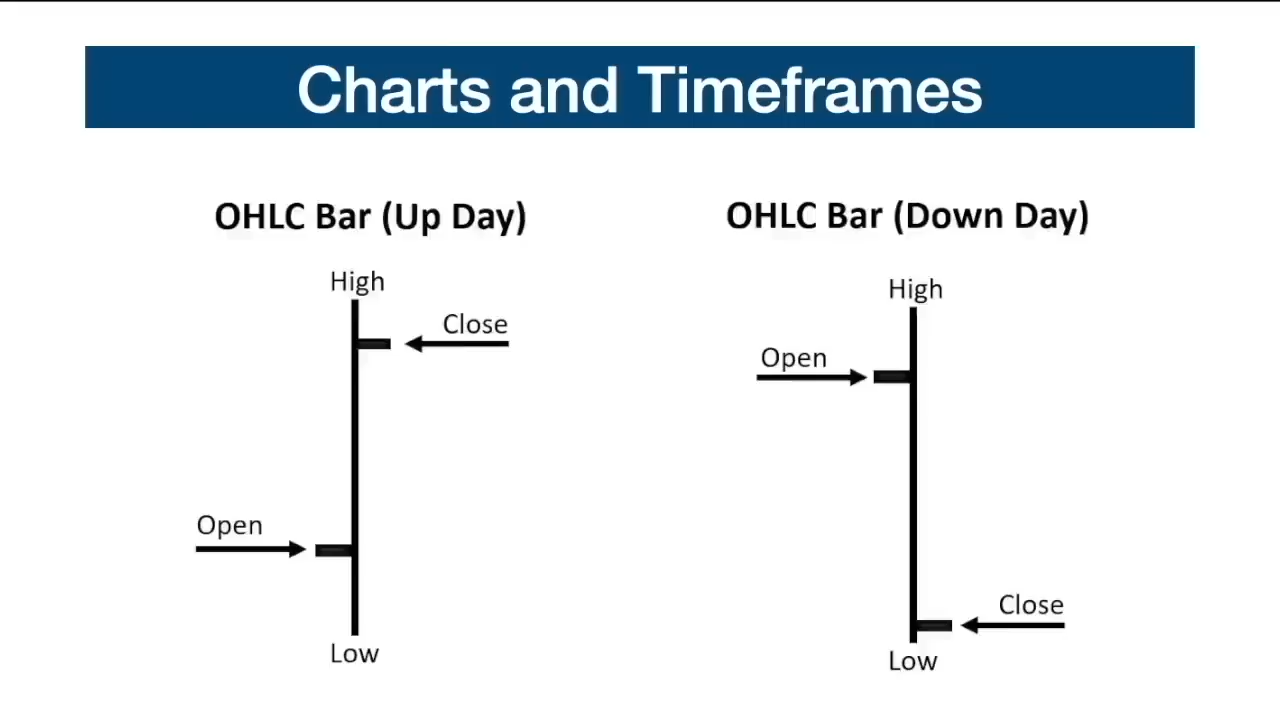 Charts and Timeframes
OHLC Bar (Up Day)
High
Close
Open
Low
OHLC Bar (Down Day)
High
Open
Close
Low